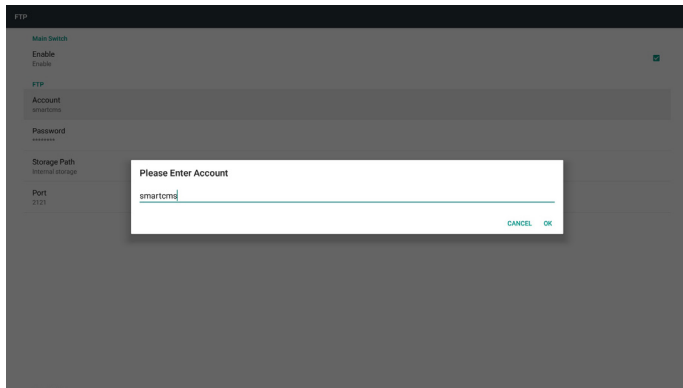 FTP
Main Switch
Enable
Enable
FTP
Account
smartcms
Password
********
Storage Path
Internal storage
Port
2121
Please Enter Account
smartcms
CANCEL OK